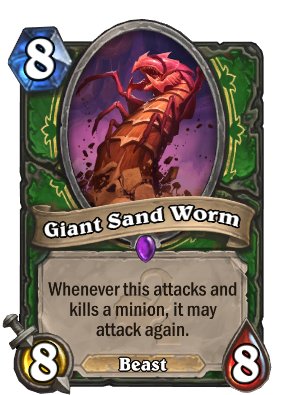 8
Giant Sand Worm
Whenever this attacks and
kills a minion, it may
attack again.
8
Beast
8